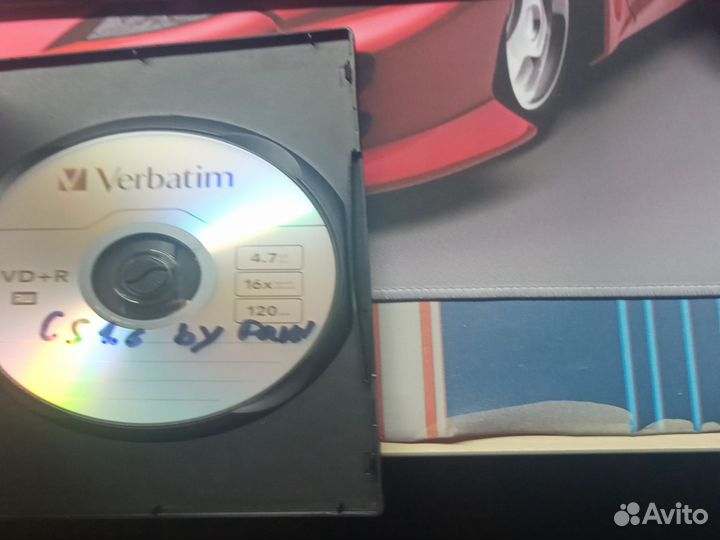 Verbatim
VD+R
4.7
16x
120
CS 1.6 by
Avito